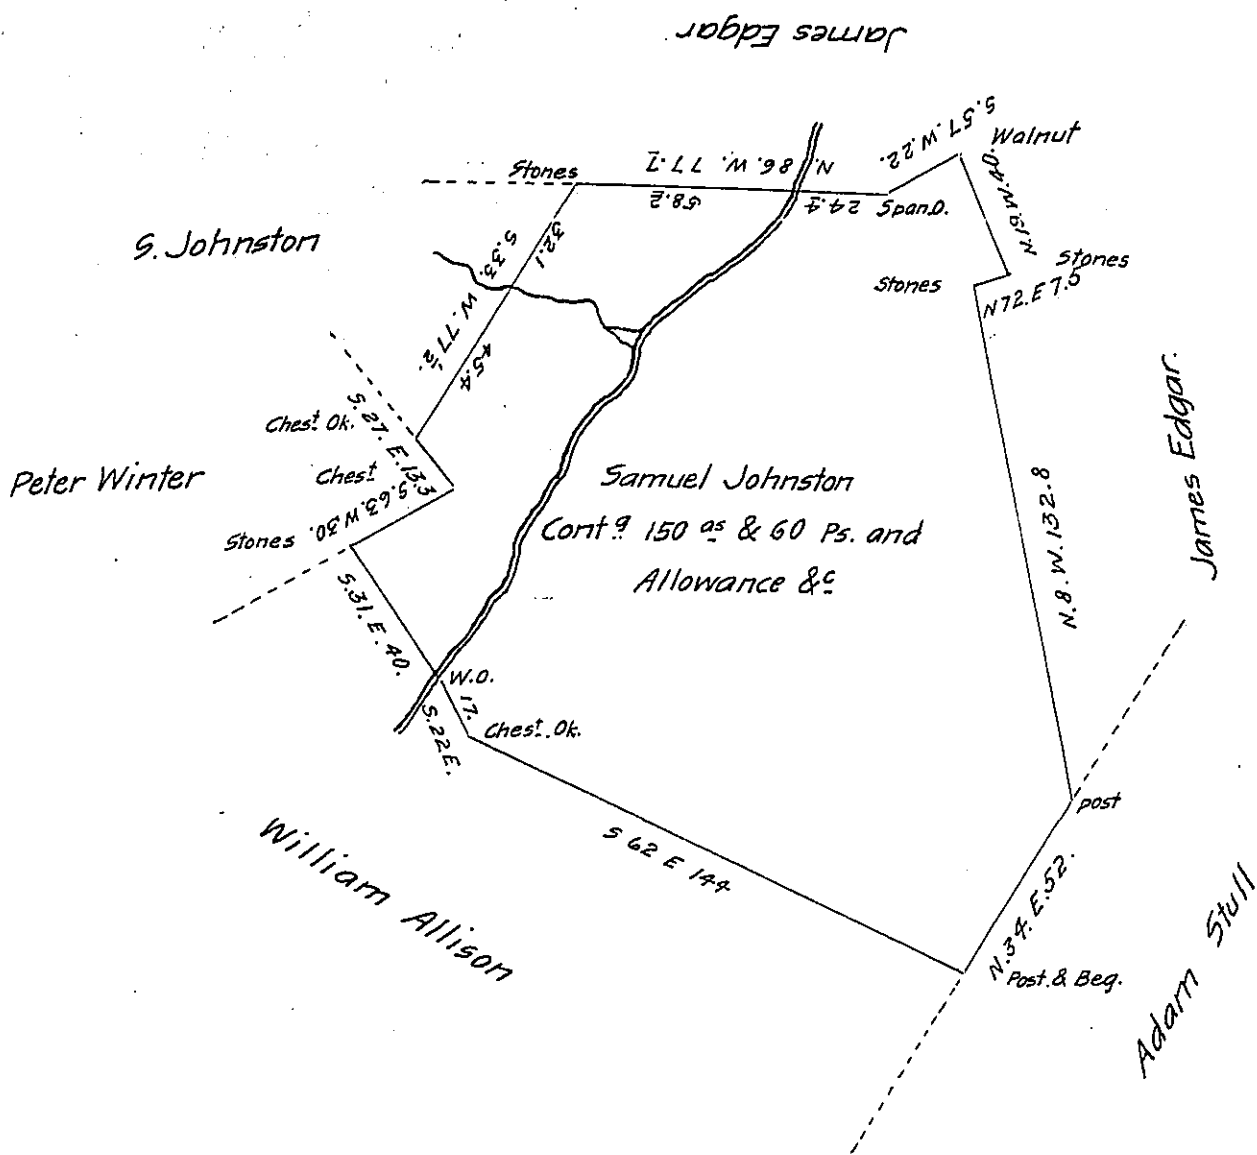 James Edgar
S.57.W.22.
Walnut
N.19.W.40.
Stones
N. 86. W. 77.7
58.2
24.4
Span.O.
Stones
Stones
N72.E7.5
S. Johnston
32.1
S.33. W.77½.
45.4
James Edgar.
Chest Ok.
S.27.E.13.3
Peter Winter
Chest
S.63.W.30.
Stones
Samuel Johnston
Contg 150 as & 60 Ps. and
Allowance &c
N.8.W.132.8
S.31.E.40.
W.O.
17.
S.22E.
Chest.Ok.
post
William Allison
S 62 E 144
N.34.E.52.
Post.& Beg.
Adam Stull